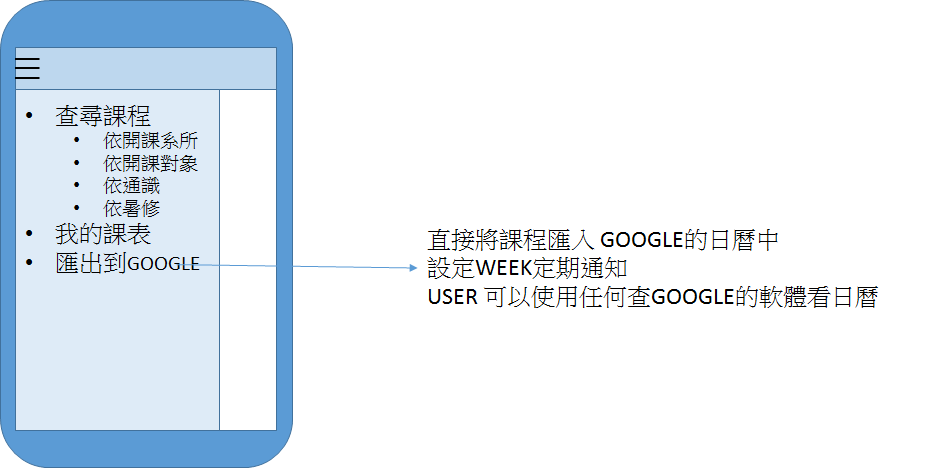 • 查尋課程
• 依開課系所
• 依開課對象
• 依通識
• 依暑修
• 我的課表
• 匯出到GOOGLE
直接將課程匯入 GOOGLE的日曆中
設定WEEK定期通知
USER 可以使用任何查GOOGLE的軟體看日曆